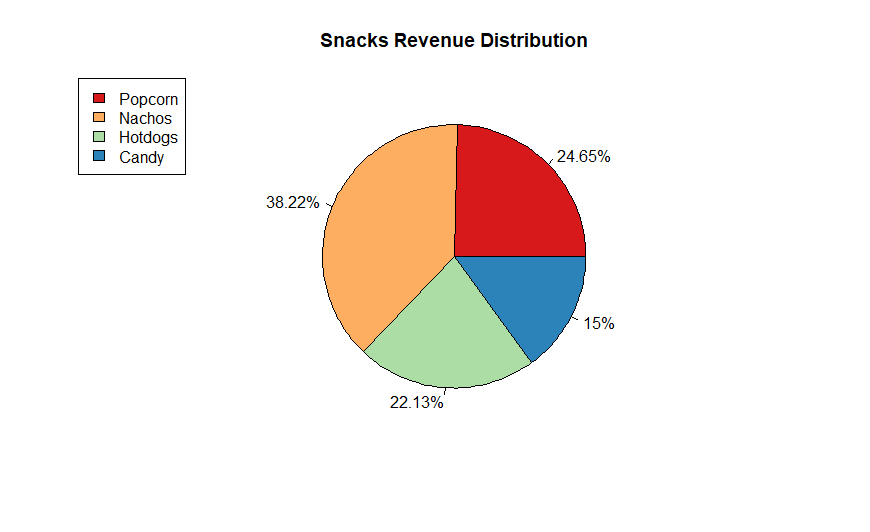 Snacks Revenue Distribution
Popcorn
Nachos
Hotdogs
Candy
24.65%
38.22%
22.13%
15%